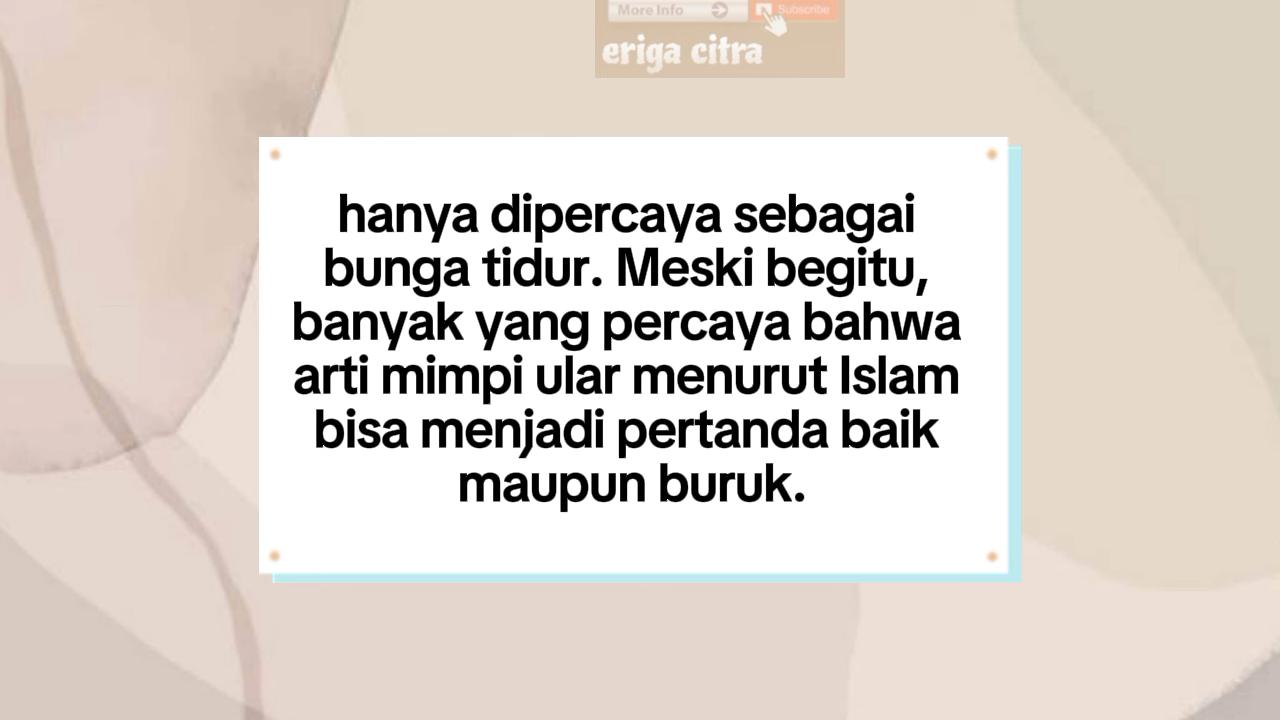 More Info
Subscribe
eriga citra
hanya dipercaya sebagai
bunga tidur. Meski begitu,
banyak yang percaya bahwa
arti mimpi ular menurut Islam
bisa menjadi pertanda baik
maupun buruk.